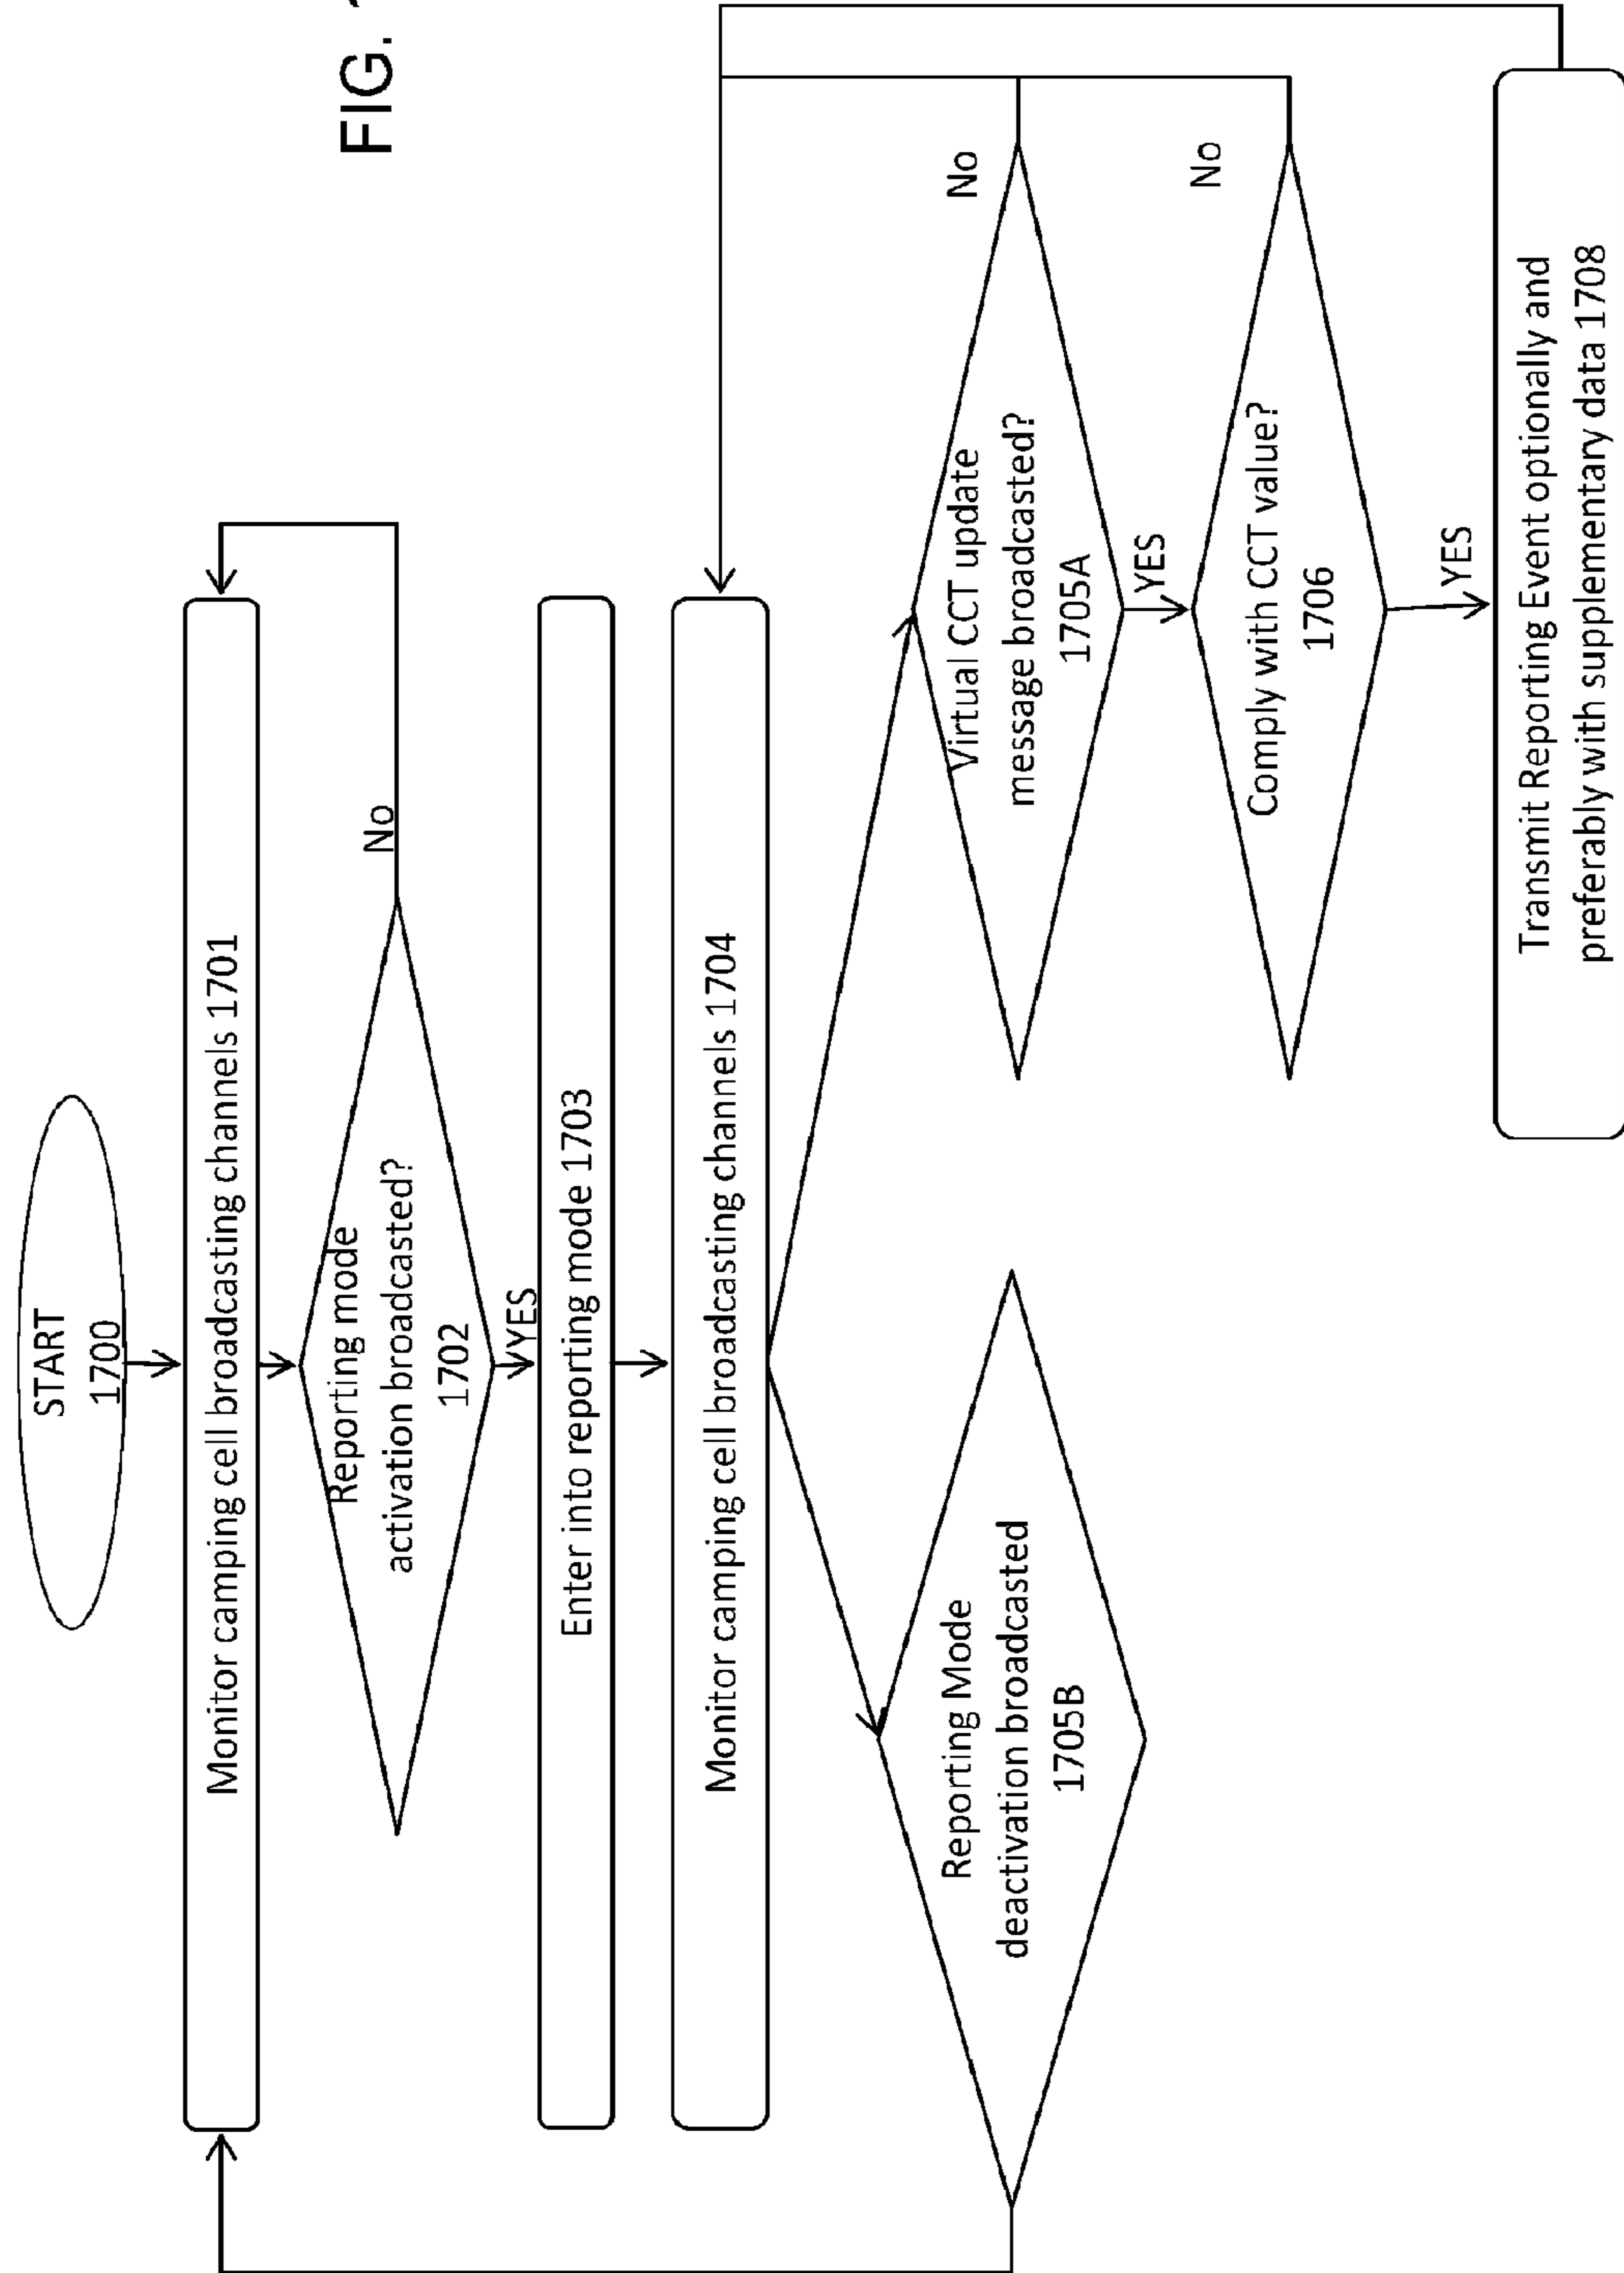 FIG.
START
1700
Monitor camping cell broadcasting channels 1701
Reporting mode
activation broadcasted?
1702
No
YES
Enter into reporting mode 1703
Monitor camping cell broadcasting channels 1704
Reporting Mode
deactivation broadcasted
1705B
Virtual CCT update
message broadcasted?
1705A
No
YES
Comply with CCT value?
1706
No
YES
Transmit Reporting Event optionally and
preferably with supplementary data 1708